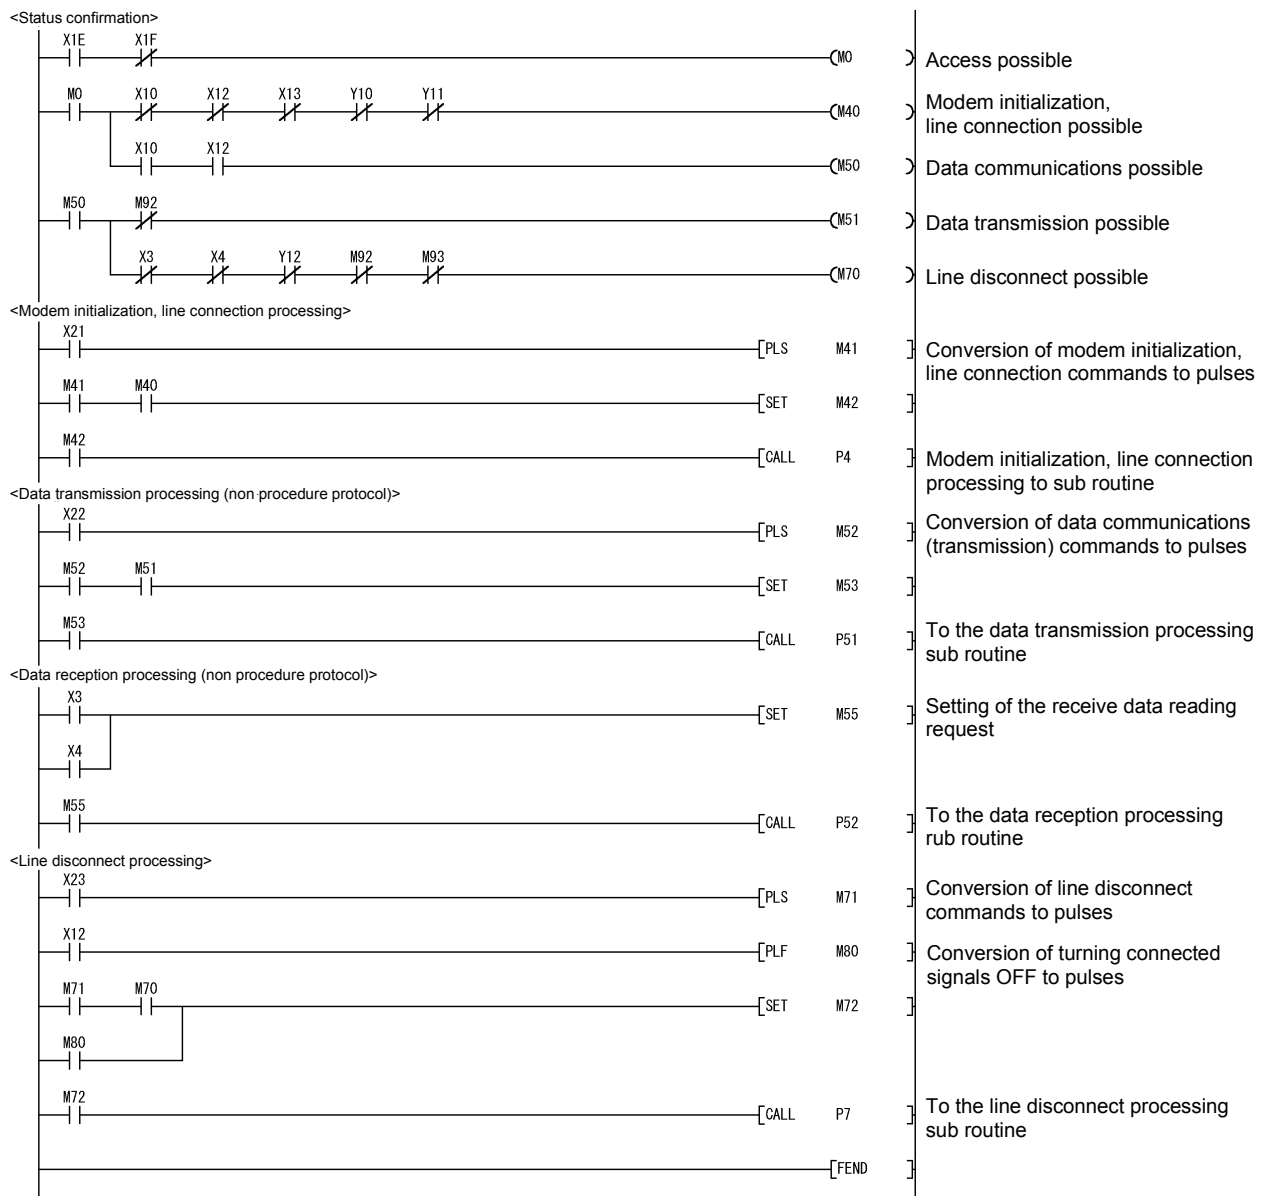 <Status confirmation>
X1E X1F
(M0 ) Access possible
M0 X10 X12 X13 Y10 Y11
(M40 ) Modem initialization,
line connection possible
X10 X12
(M50 ) Data communications possible
M50 M92
(M51 ) Data transmission possible
X3 X4 Y12 M92 M93
(M70 ) Line disconnect possible
<Modem initialization, line connection processing>
X21
[PLS M41 ] Conversion of modem initialization,
line connection commands to pulses
M41 M40
[SET M42 ]
M42
[CALL P4 ] Modem initialization, line connection
processing to sub routine
<Data transmission processing (non-procedure protocol)>
X22
[PLS M52 ] Conversion of data communications
(transmission) commands to pulses
M52 M51
[SET M53 ]
M53
[CALL P51 ] To the data transmission processing
sub routine
<Data reception processing (non procedure protocol)>
X3
[SET M55 ] Setting of the receive data reading
request
X4
M55
[CALL P52 ] To the data reception processing
rub routine
<Line disconnect processing>
X23
[PLS M71 ] Conversion of line disconnect
commands to pulses
X12
[PLF M80 ] Conversion of turning connected
signals OFF to pulses
M71 M70
[SET M72 ]
M80
M72
[CALL P7 ] To the line disconnect processing
sub routine
[FEND ]